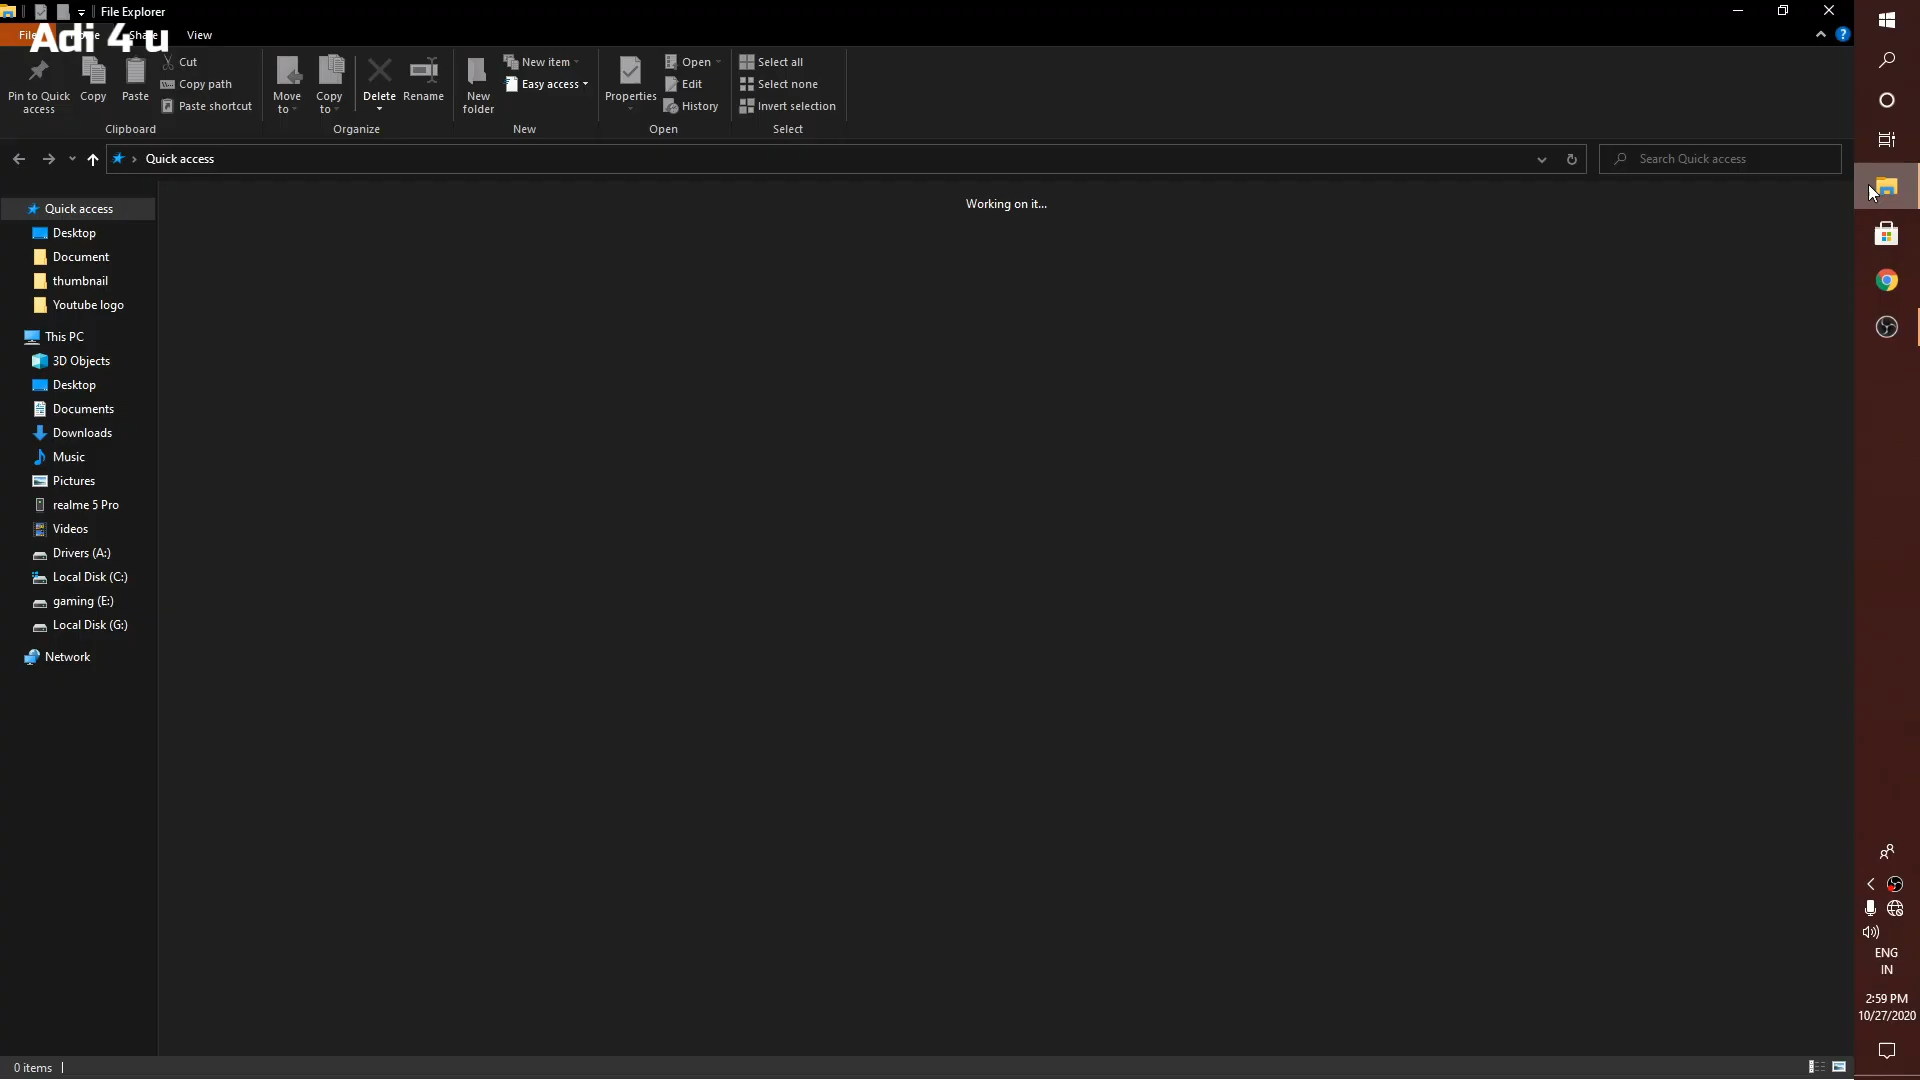 File Explorer
Adi 4 u
File
Share
View
Cut
Copy path
Paste shortcut
Pin to Quick
access
Copy
Paste
Clipboard
Move
to
Copy
to
Delete
Rename
Organize
New item
Easy access
New
folder
New
Properties
Open
Edit
History
Open
Select all
Select none
Invert selection
Select
Quick access
Search Quick access
Working on it...
Quick access
Desktop
Document
thumbnail
Youtube logo
This PC
3D Objects
Desktop
Documents
Downloads
Music
Pictures
realme 5 Pro
Videos
Drivers (A:)
Local Disk (C:)
gaming (E:)
Local Disk (G:)
Network
0 items
ENG
IN
2:59 PM
10/27/2020